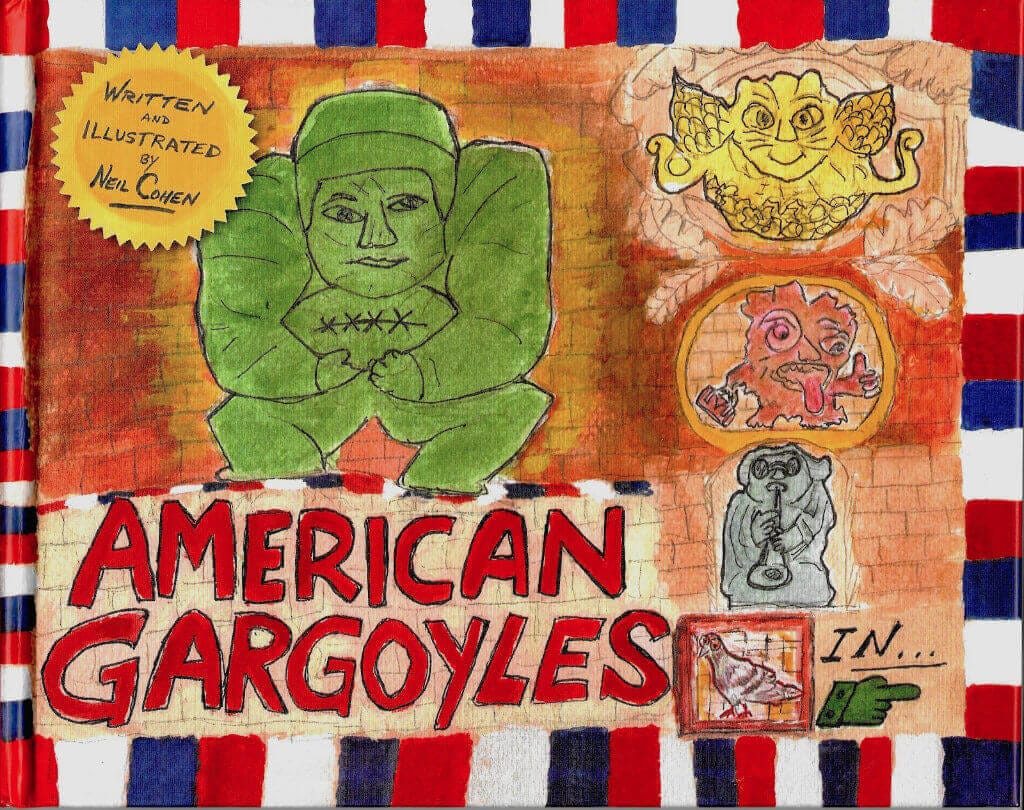 WRITTEN
AND
ILLUSTRATED
BY
NEIL COHEN
AMERICAN
GARGOYLES
IN...